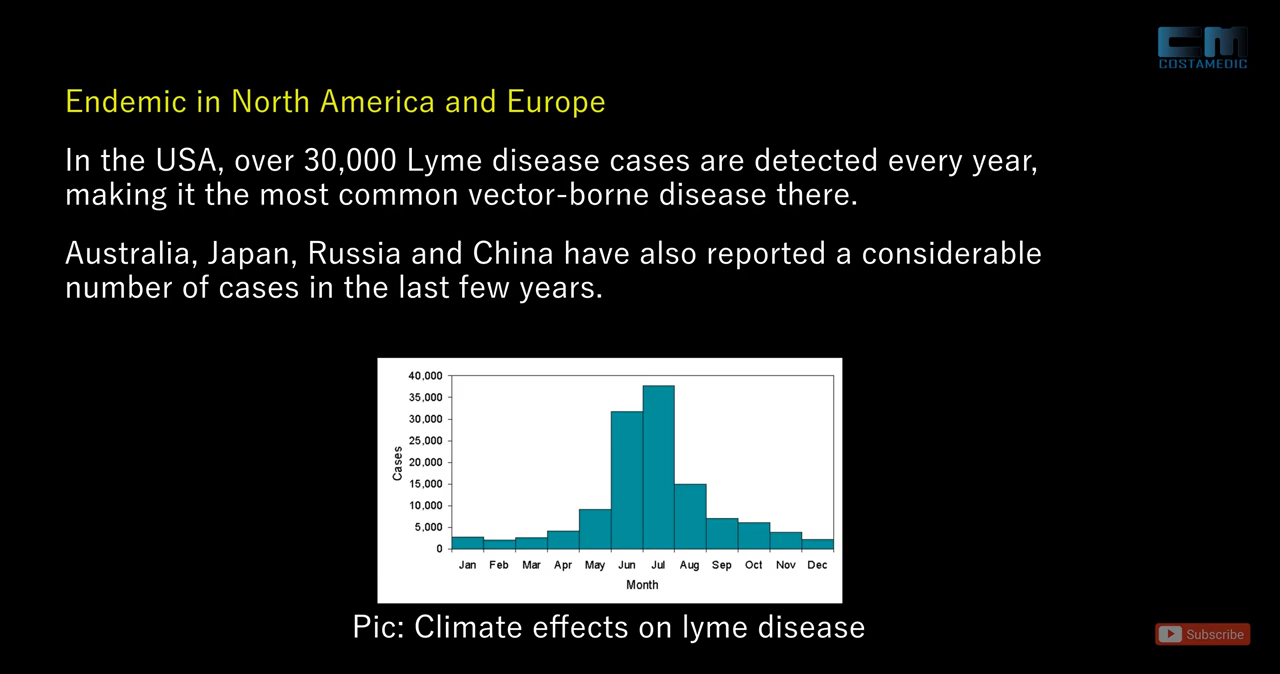 CM
COSTAMEDIC
Endemic in North America and Europe
In the USA, over 30,000 Lyme disease cases are detected every year,
making it the most common vector-borne disease there.
Australia, Japan, Russia and China have also reported a considerable
number of cases in the last few years.
40,000
35,000
30,000
25,000
20,000
15,000
10,000
5,000
0
Cases
Jan Feb Mar Apr May Jun Jul Aug Sep Oct Nov Dec
Month
Pic: Climate effects on lyme disease
Subscribe